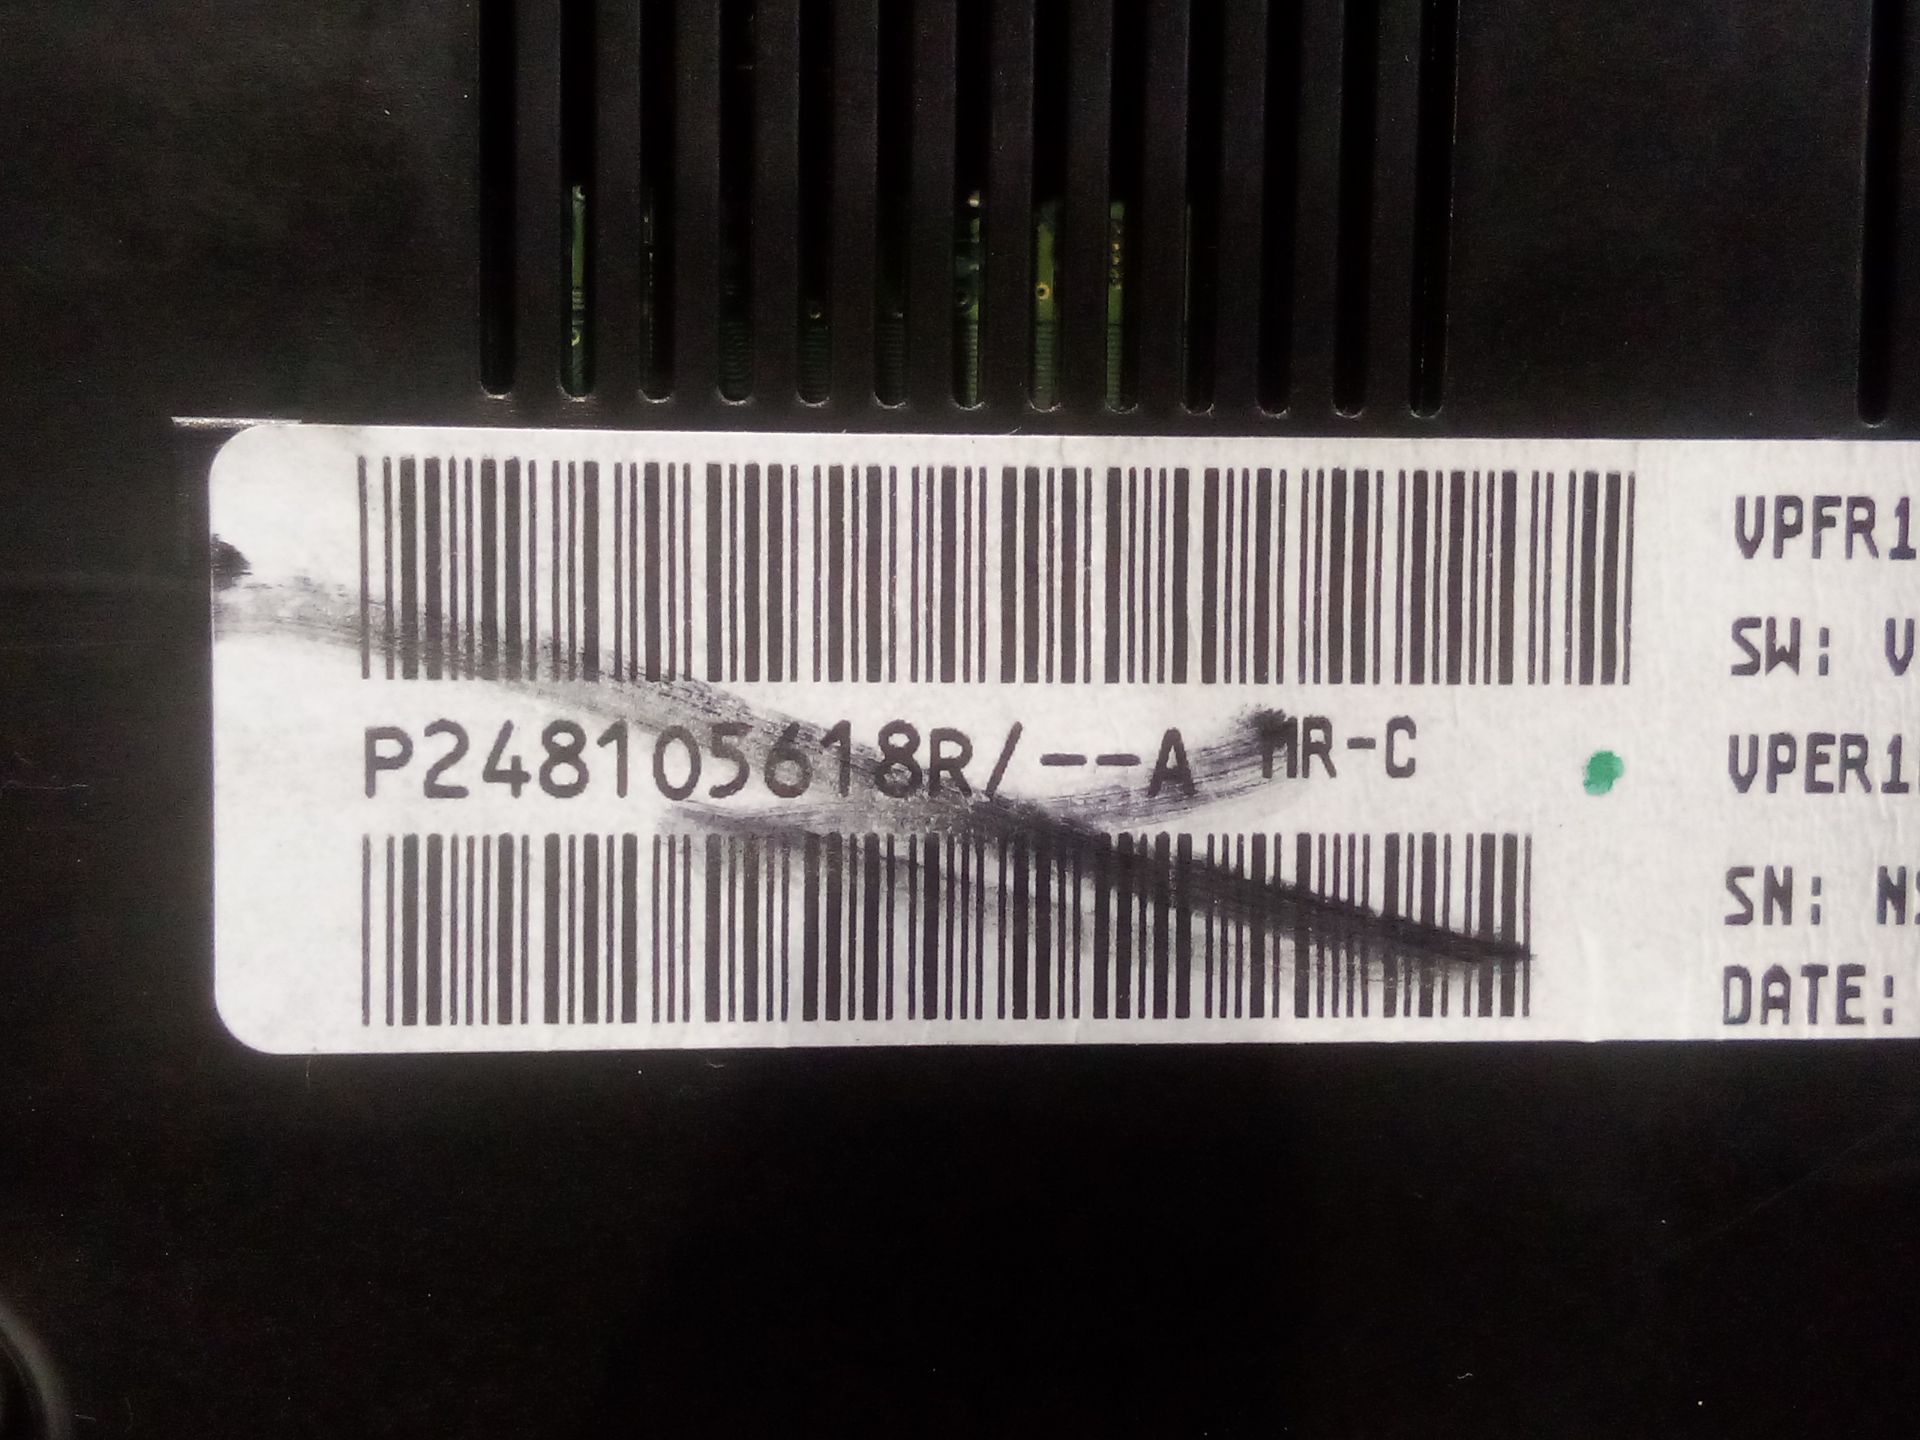 P248105618R/--A MR-C
VPFR1
SW: V
VPER1
SN: N
DATE: